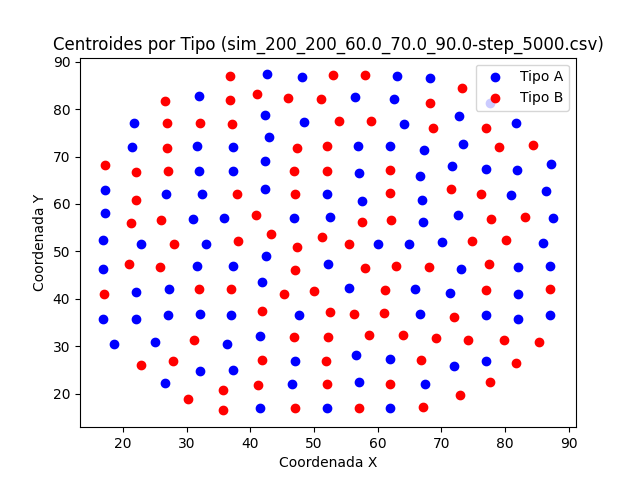 Centroides por Tipo (sim_200_200_60.0_70.0_90.0-step_5000.csv)
Tipo A
Tipo B
Coordenada Y
90
80
70
60
50
40
30
20
20 30 40 50 60 70 80 90
Coordenada X